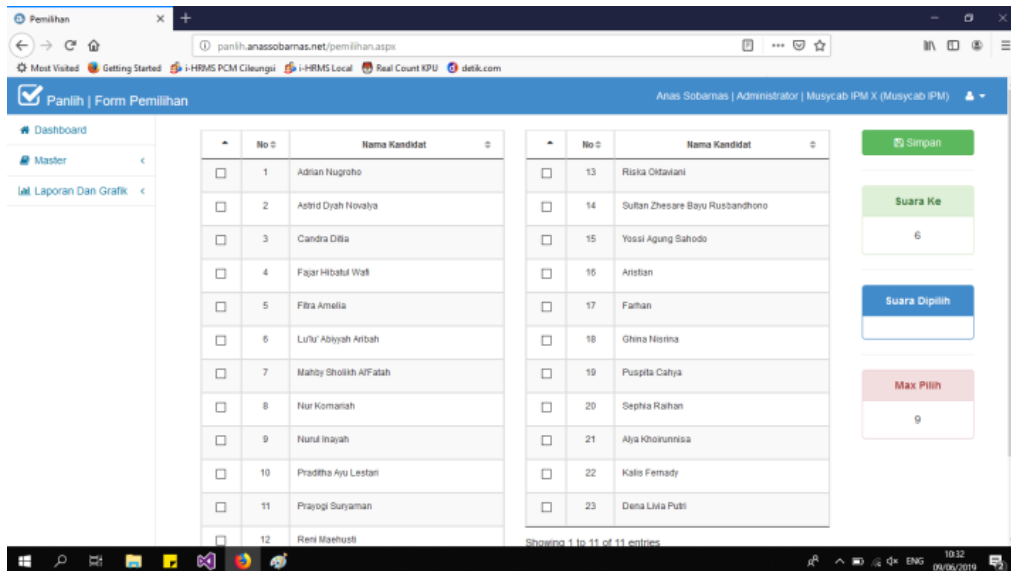 Pemilihan
panlih.anassobarnas.net/pemilihan.aspx
Most Visited Getting Started i-HRMS PCM Cileungsi i-HRMS Local Real Count KPU detik.com
Panlih | Form Pemilihan
Anas Sobarnas | Administrator | Musycab IPM X (Musycab IPM)
Dashboard
Master
Laporan Dan Grafik
No Nama Kandidat
1 Adrian Nugroho
2 Astrid Dyah Novalya
3 Candra Ditia
4 Fajar Hibatul Wafi
5 Fitra Amelia
6 Lu'lu' Abiyyah Aribah
7 Mahby Sholikh Al'Fatah
8 Nur Komariah
9 Nurul Inayah
10 Praditha Ayu Lestari
11 Prayogi Suryaman
12 Reni Maehusti
No Nama Kandidat
13 Riska Oktaviani
14 Sultan Zhesare Bayu Rusbandhono
15 Yossi Agung Sahodo
16 Aristian
17 Farhan
18 Ghina Nisrina
19 Puspita Cahya
20 Sephia Raihan
21 Alya Khoirunnisa
22 Kalis Fernady
23 Dena Livia Putri
Showing 1 to 11 of 11 entries
Simpan
Suara Ke
6
Suara Dipilih
Max Pilih
9
ENG
10:32
09/06/2019